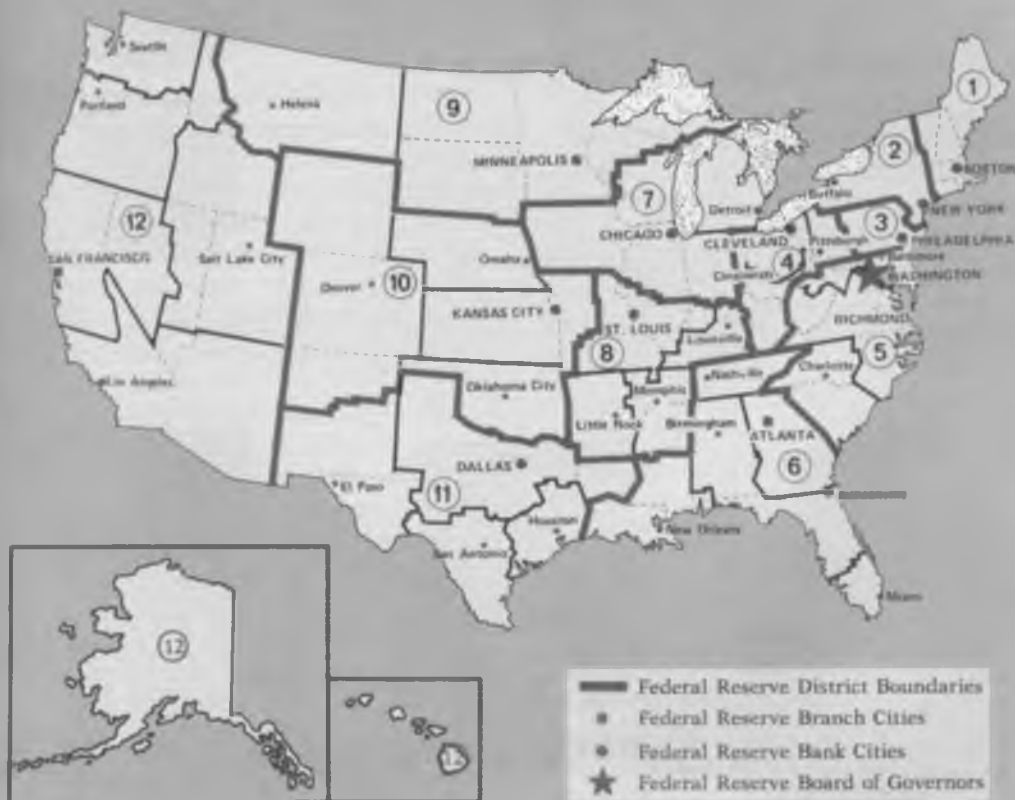 Seattle
Portland
Helena
9
1
2
MINNEAPOLIS
BOSTON
Buffalo
7
Detroit
NEW YORK
3
12
CHICAGO
CLEVELAND
Pittsburgh
PHILADELPHIA
SAN FRANCISCO
Salt Lake City
Omaha
4
Baltimore
Cincinnati
WASHINGTON
Denver
10
KANSAS CITY
ST. LOUIS
Louisville
RICHMOND
8
5
Los Angeles
Oklahoma City
Nashville
Charlotte
Memphis
Little Rock
Birmingham
ATLANTA
DALLAS
6
El Paso
11
Houston
New Orleans
San Antonio
Miami
12
12
Federal Reserve District Boundaries
Federal Reserve Branch Cities
Federal Reserve Bank Cities
Federal Reserve Board of Governors